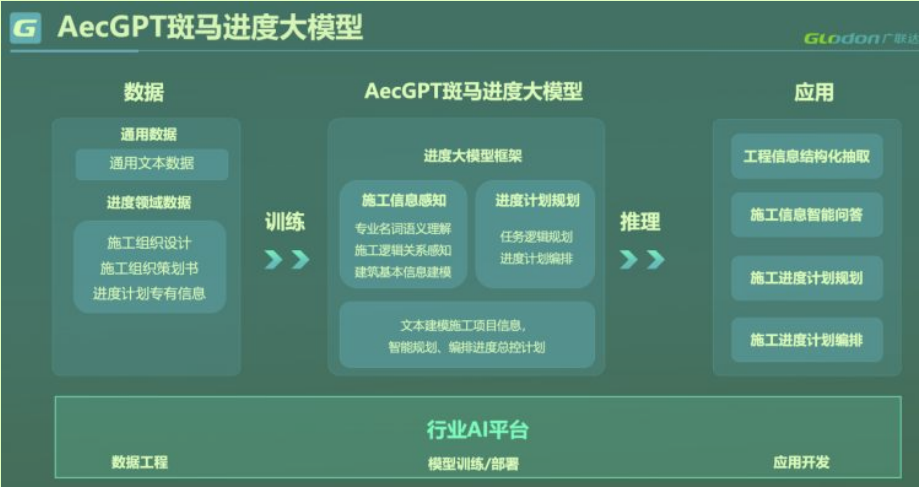 AecGPT斑马进度大模型
GLodon广联达
数据
AecGPT斑马进度大模型
应用
通用数据
通用文本数据
进度领域数据
施工组织设计
施工组织策划书
进度计划专有信息
训练
进度大模型框架
施工信息感知
专业名词语义理解
施工逻辑关系感知
建筑基本信息建模
进度计划规划
任务逻辑规划
进度计划编排
文本建模施工项目信息,
智能规划、编排进度总控计划
推理
工程信息结构化抽取
施工信息智能问答
施工进度计划规划
施工进度计划编排
行业AI平台
数据工程
模型训练/部署
应用开发